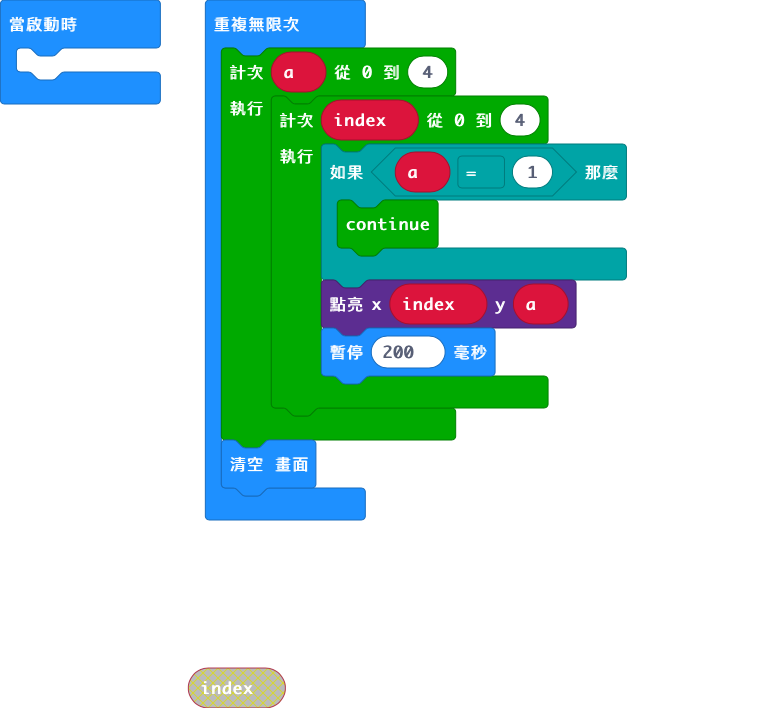 當啟動時
重複無限次
計次 a 從 0 到 4
執行
計次 index 從 0 到 4
執行
如果 a = 1 那麼
continue
點亮 x index y a
暫停 200 毫秒
清空 畫面
index